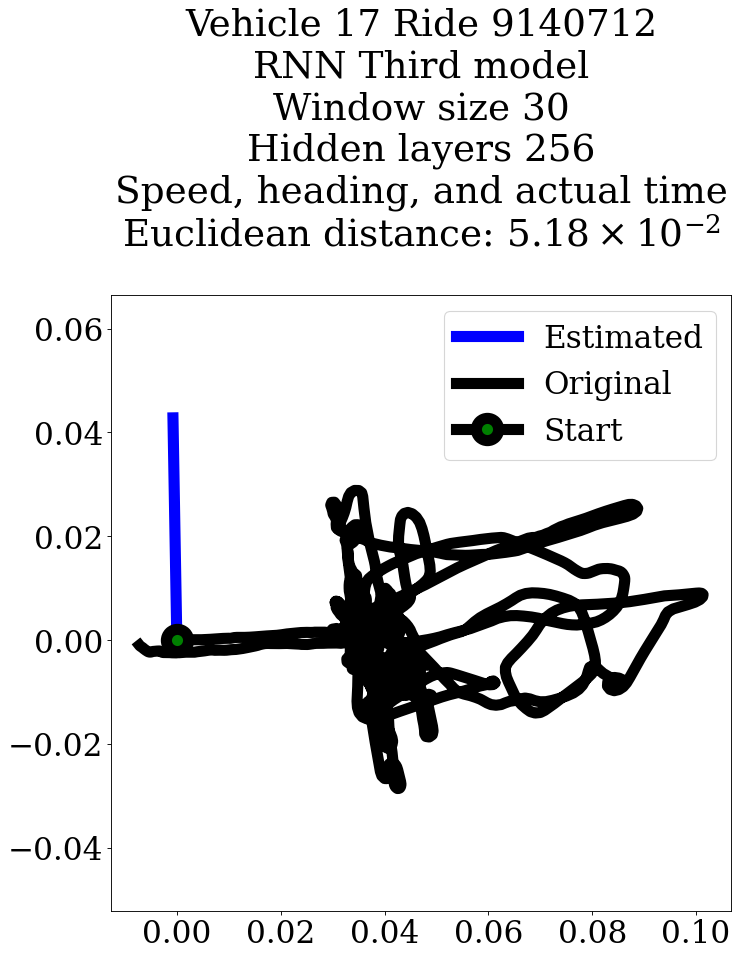 Vehicle 17 Ride 9140712
RNN Third model
Window size 30
Hidden layers 256
Speed, heading, and actual time
Euclidean distance: 5.18 × 10⁻²
Estimated
Original
Start
0.06
0.04
0.02
0.00
−0.02
−0.04
0.00 0.02 0.04 0.06 0.08 0.10